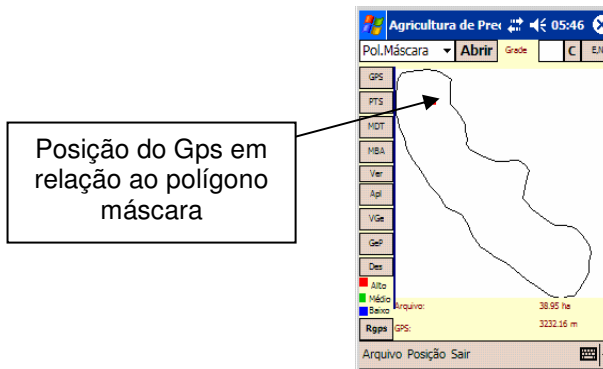 Agricultura de Pre 05:46
Pol.Máscara Abrir Grade C E,N
GPS
PTS
MDT
MBA
Ver
Apl
VGe
GeP
Des
Alto
Médio
Baixo
Arquivo: 38.95 ha
Rgps GPS: 3232.16 m
Arquivo Posição Sair
Posição do Gps em
relação ao polígono
máscara